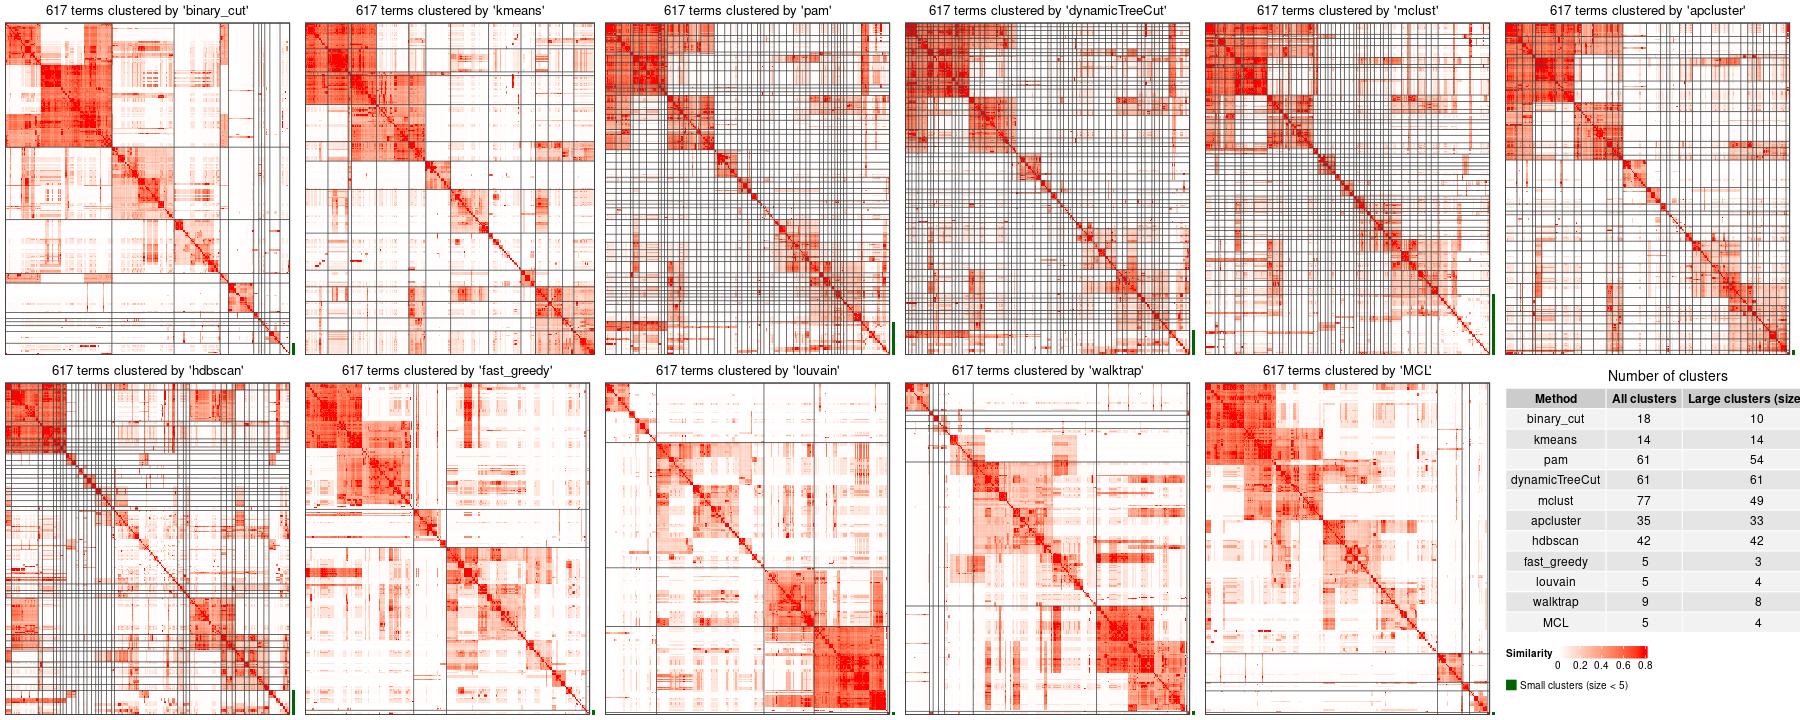 617 terms clustered by 'binary_cut'
617 terms clustered by 'kmeans'
617 terms clustered by 'pam'
617 terms clustered by 'dynamicTreeCut'
617 terms clustered by 'mclust'
617 terms clustered by 'apcluster'
617 terms clustered by 'hdbscan'
617 terms clustered by 'fast_greedy'
617 terms clustered by 'louvain'
617 terms clustered by 'walktrap'
617 terms clustered by 'MCL'
Number of clusters
Method All clusters Large clusters (size
binary_cut 18 10
kmeans 14 14
pam 61 54
dynamicTreeCut 61 61
mclust 77 49
apcluster 35 33
hdbscan 42 42
fast_greedy 5 3
louvain 5 4
walktrap 9 8
MCL 5 4
Similarity
0 0.2 0.4 0.6 0.8
Small clusters (size < 5)